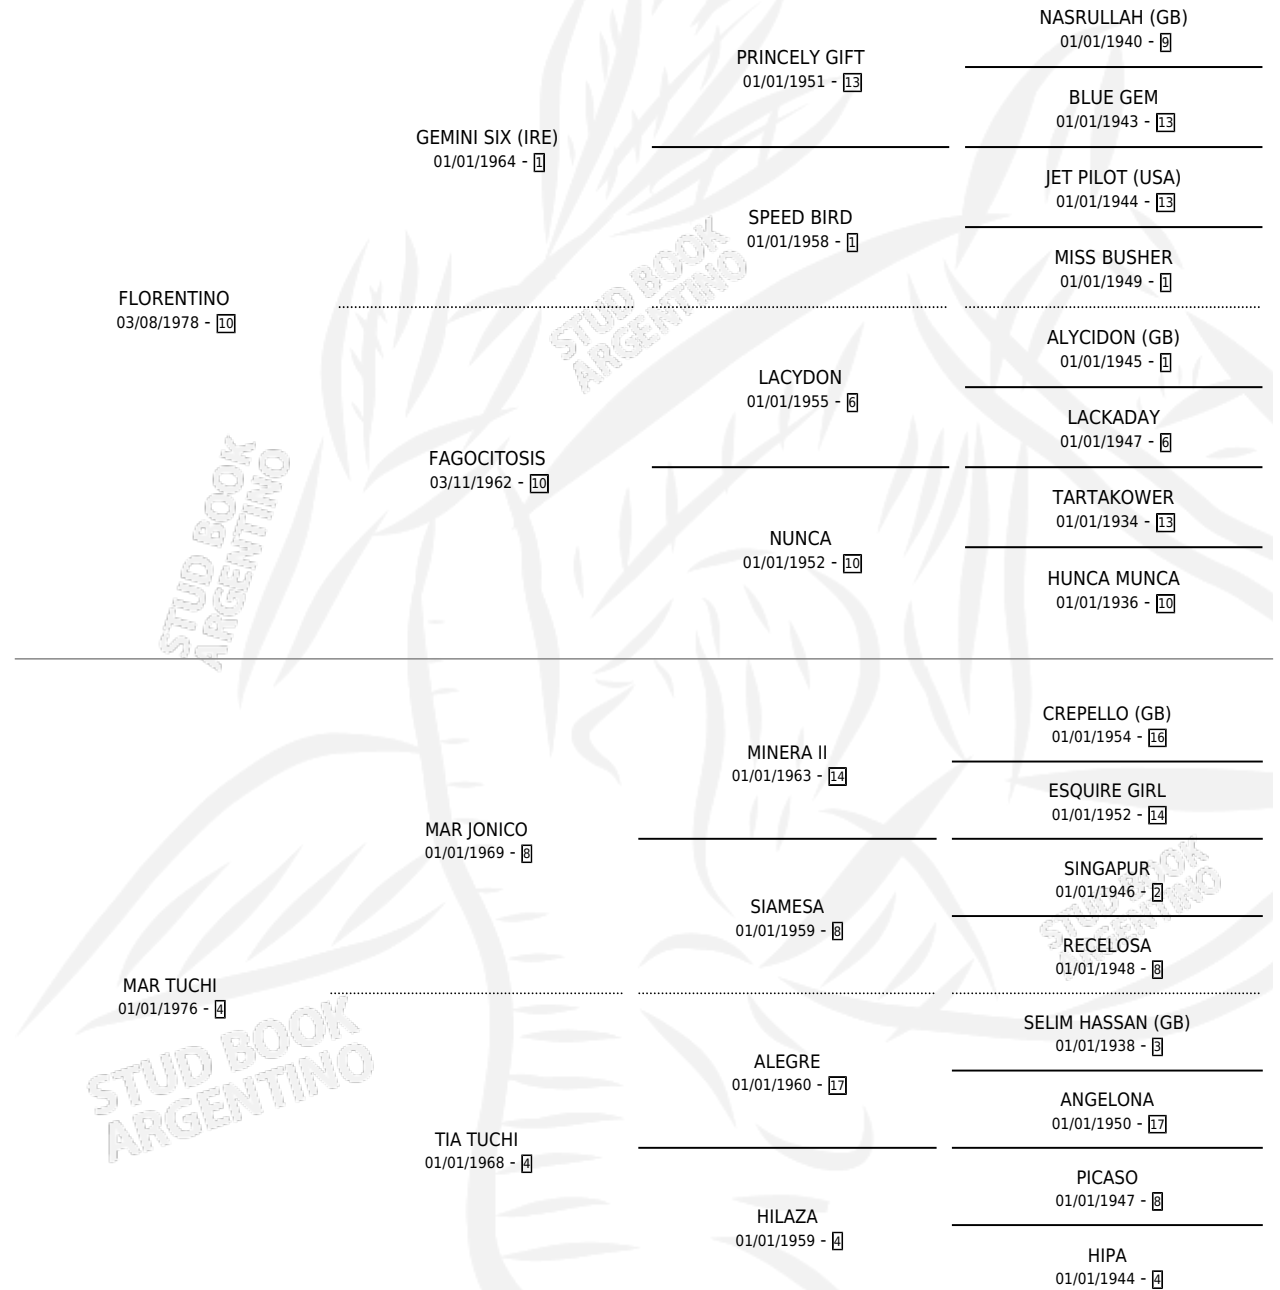 NASRULLAH (GB)
01/01/1940 - 9
PRINCELY GIFT
01/01/1951 - 13
BLUE GEM
01/01/1943 - 13
GEMINI SIX (IRE)
01/01/1964 - 1
JET PILOT (USA)
01/01/1944 - 13
SPEED BIRD
01/01/1958 - 1
MISS BUSHER
01/01/1949 - 1
FLORENTINO
03/08/1978 - 10
STUD BOOK
ARGENTINO
ALYCIDON (GB)
01/01/1945 - 1
LACYDON
01/01/1955 - 6
LACKADAY
01/01/1947 - 6
FAGOCITOSIS
03/11/1962 - 10
TARTAKOWER
01/01/1934 - 13
NUNCA
01/01/1952 - 10
HUNCA MUNCA
01/01/1936 - 10
STUD BOOK
ARGENTINO
CREPELLO (GB)
01/01/1954 - 16
MINERA II
01/01/1963 - 14
ESQUIRE GIRL
01/01/1952 - 14
MAR JONICO
01/01/1969 - 8
SINGAPUR
01/01/1946 - 2
SIAMESA
01/01/1959 - 8
RECELOSA
01/01/1948 - 8
STUD BOOK
ARGENTINO
MAR TUCHI
01/01/1976 - 4
SELIM HASSAN (GB)
01/01/1938 - 3
ALEGRE
01/01/1960 - 17
ANGELONA
01/01/1950 - 17
STUD BOOK
ARGENTINO
TIA TUCHI
01/01/1968 - 4
PICASO
01/01/1947 - 8
HILAZA
01/01/1959 - 4
HIPA
01/01/1944 - 4